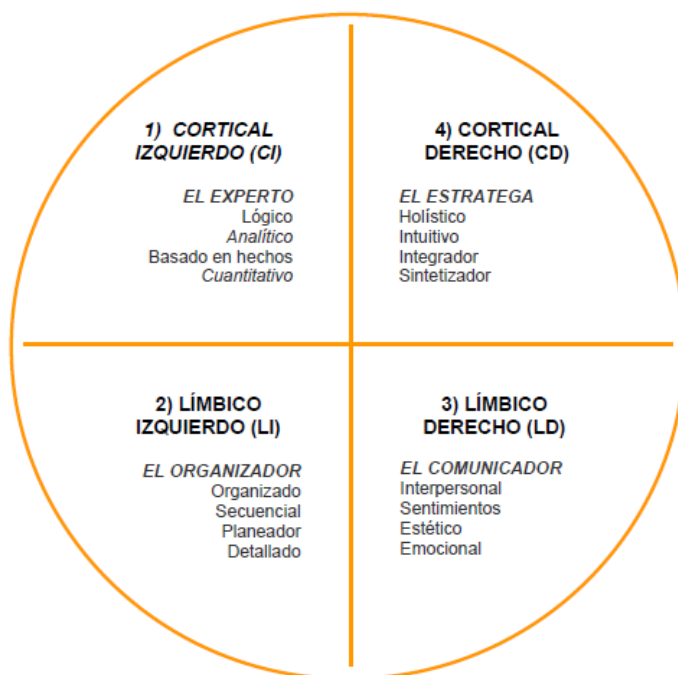 1) CORTICAL
IZQUIERDO (CI)
EL EXPERTO
Lógico
Analítico
Basado en hechos
Cuantitativo
4) CORTICAL
DERECHO (CD)
EL ESTRATEGA
Holístico
Intuitivo
Integrador
Sintetizador
2) LÍMBICO
IZQUIERDO (LI)
EL ORGANIZADOR
Organizado
Secuencial
Planeador
Detallado
3) LÍMBICO
DERECHO (LD)
EL COMUNICADOR
Interpersonal
Sentimientos
Estético
Emocional